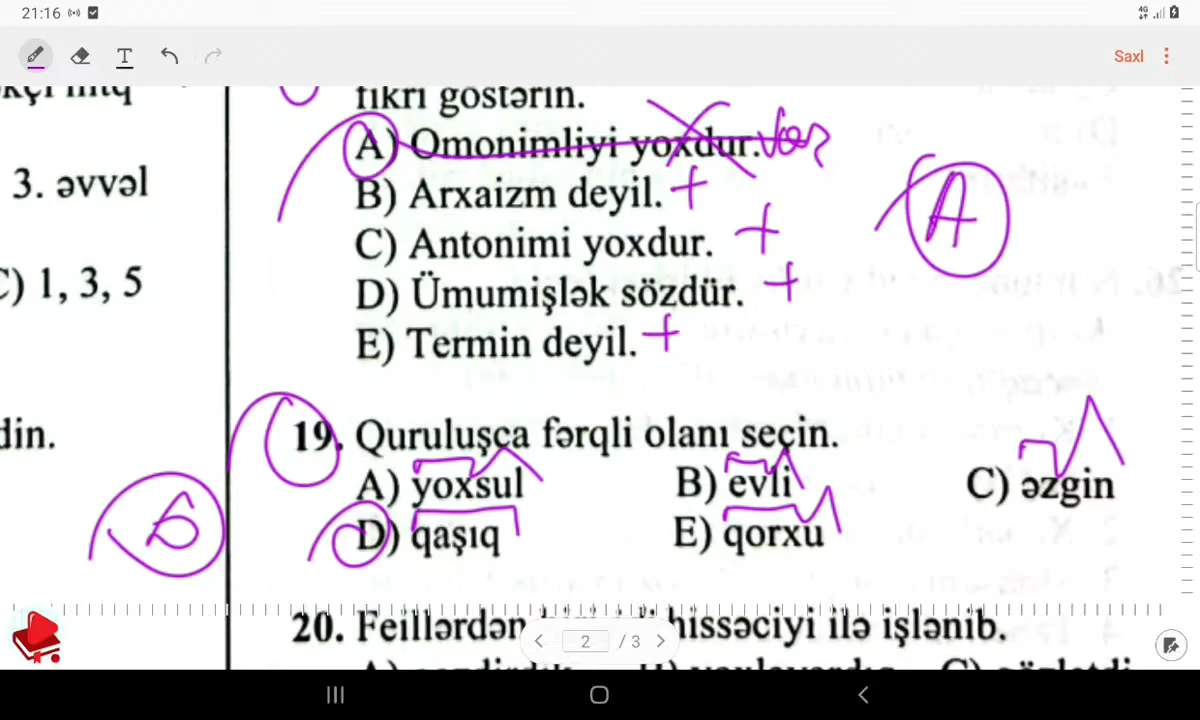 21:16
4G
T
Saxl
fikri göstərin.
A) Omonimliyi yoxdur. var
3. əvvəl
B) Arxaizm deyil. +
A
C) Antonimi yoxdur. +
C) 1, 3, 5
D) Ümumişlək sözdür. +
E) Termin deyil. +
din.
19. Quruluşca fərqli olanı seçin.
A) yoxsul B) evli C) əzgin
D) qaşıq E) qorxu
20. Feillərdən hissəciyi ilə işlənib.
2 / 3